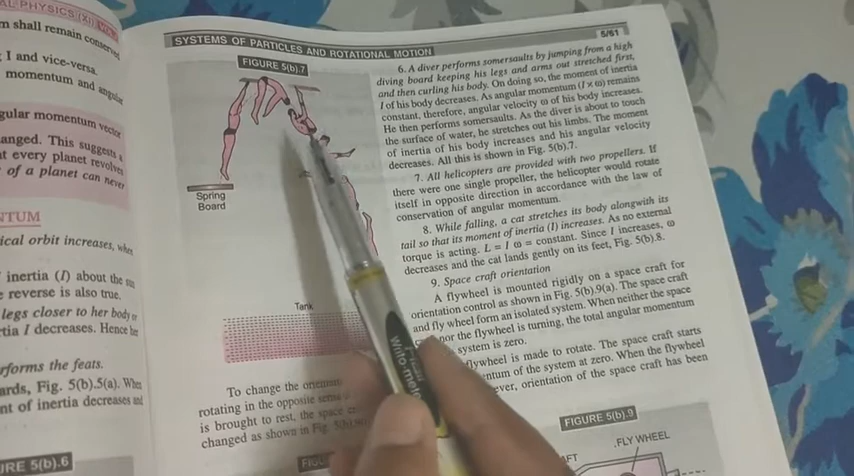 AL PHYSICS (XI)
m shall remain conserved
I and vice-versa.
momentum and angular
gular momentum vector
anged. This suggests
at every planet revolves
of a planet can never
NTUM
ical orbit increases, when
inertia (I) about the
reverse is also true.
legs closer to her body or
rtia I decreases. Hence
rforms the feats.
ards, Fig. 5(b).5(a). When
nt of inertia decreases and
URE 5(b).6
SYSTEMS OF PARTICLES AND ROTATIONAL MOTION
5/61
FIGURE 5(b).7
Spring
Board
Tank
To change the
rotating in the opposite sense
is brought to rest, the space
changed as shown in Fig. 5(b)
6. A diver performs somersaults by jumping from a high
diving board keeping his legs and arms out stretched first,
and then curling his body. On doing so, the moment of inertia
I of his body decreases. As angular momentum (I × ω) remains
constant, therefore, angular velocity ω of his body increases.
He then performs somersaults. As the diver is about to touch
the surface of water, he stretches out his limbs. The moment
of inertia of his body increases and his angular velocity
decreases. All this is shown in Fig. 5(b).7.
7. All helicopters are provided with two propellers. If
there were one single propeller, the helicopter would rotate
itself in opposite direction in accordance with the law of
conservation of angular momentum.
8. While falling, a cat stretches its body alongwith its
tail so that its moment of inertia (I) increases. As no external
torque is acting. L = I ω = constant. Since I increases, ω
decreases and the cat lands gently on its feet, Fig. 5(b).8.
9. Space craft orientation
A flywheel is mounted rigidly on a space craft for
orientation control as shown in Fig. 5(b).9(a). The space craft
and fly wheel form an isolated system. When neither the space
nor the flywheel is turning, the total angular momentum
system is zero.
flywheel is made to rotate. The space craft starts
entum of the system at zero. When the flywheel
ever, orientation of the space craft has been
FIGURE 5(b).9
FLY WHEEL